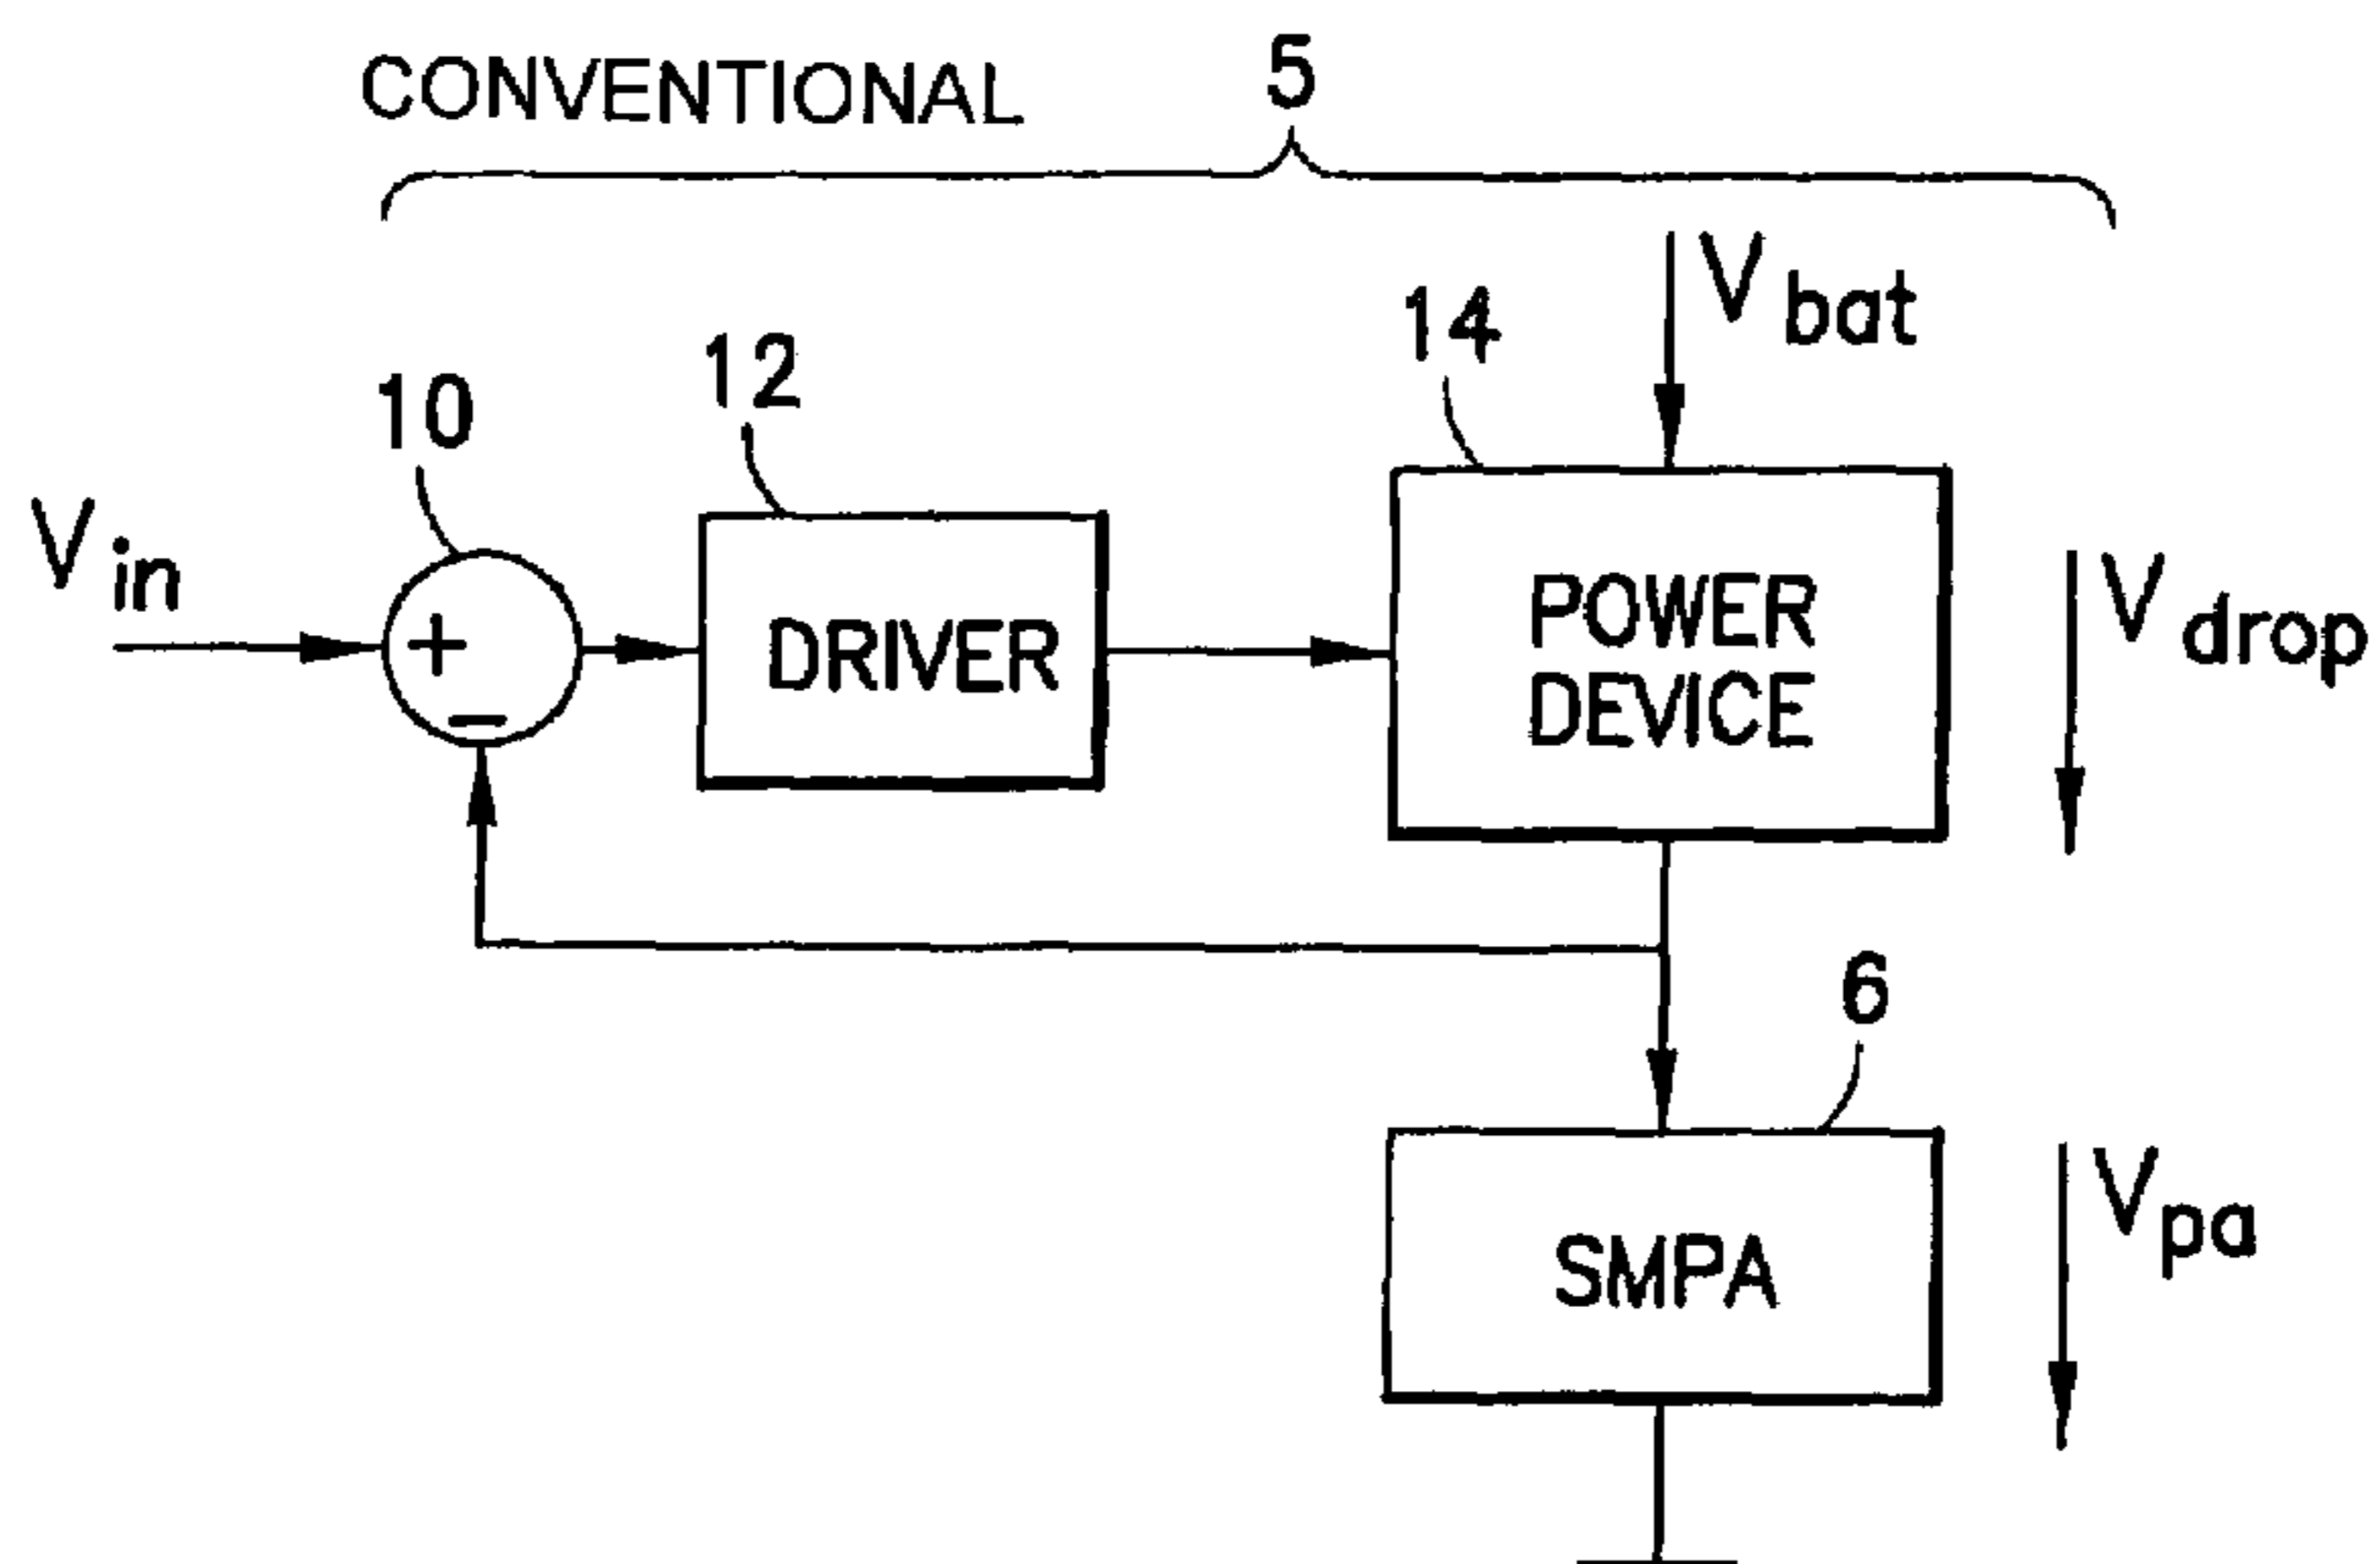 CONVENTIONAL
5
V bat
14
12
10
V in
+
−
DRIVER
POWER
DEVICE
V drop
6
SMPA
V pa